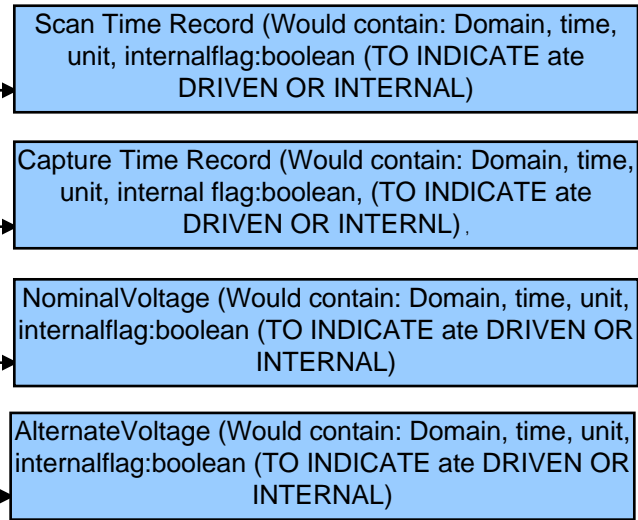 Scan Time Record (Would contain: Domain, time,
unit, internalflag:boolean (TO INDICATE ate
DRIVEN OR INTERNAL)
Capture Time Record (Would contain: Domain, time,
unit, internal flag:boolean, (TO INDICATE ate
DRIVEN OR INTERNL) ,
NominalVoltage (Would contain: Domain, time, unit,
internalflag:boolean (TO INDICATE ate DRIVEN OR
INTERNAL)
AlternateVoltage (Would contain: Domain, time, unit,
internalflag:boolean (TO INDICATE ate DRIVEN OR
INTERNAL)